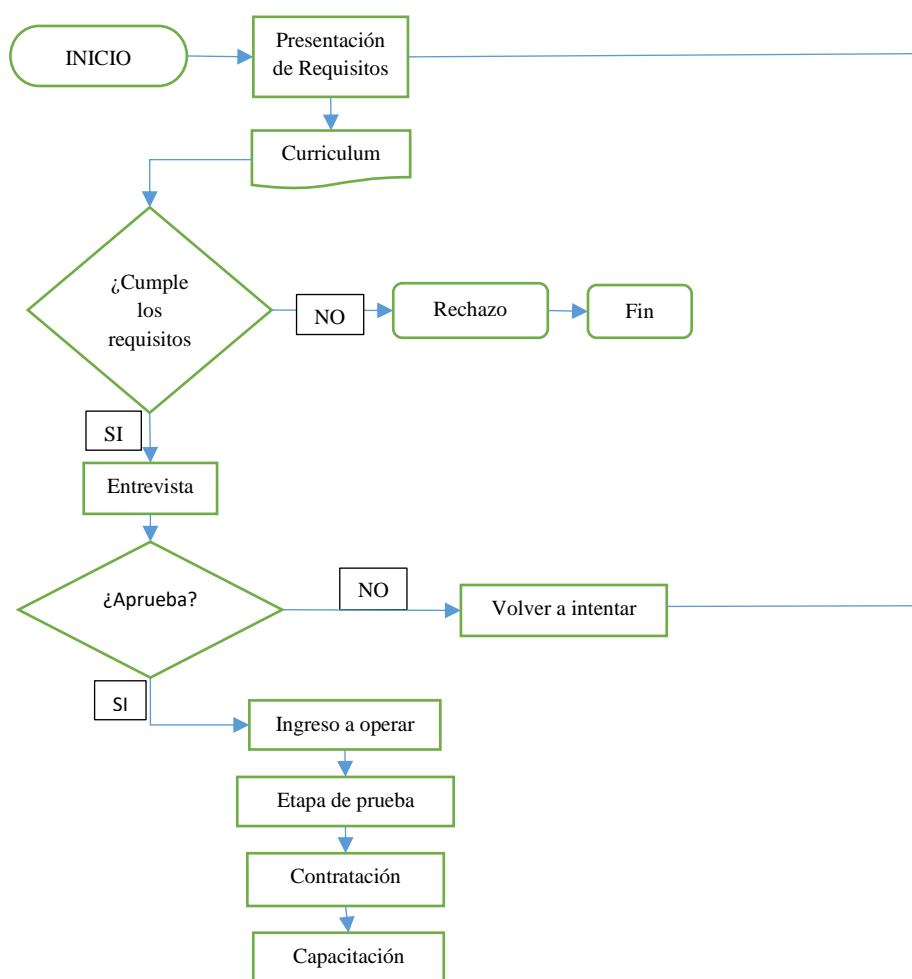 INICIO
Presentación
de Requisitos
Curriculum
¿Cumple
los
requisitos
NO
Rechazo
Fin
SI
Entrevista
¿Aprueba?
NO
Volver a intentar
SI
Ingreso a operar
Etapa de prueba
Contratación
Capacitación